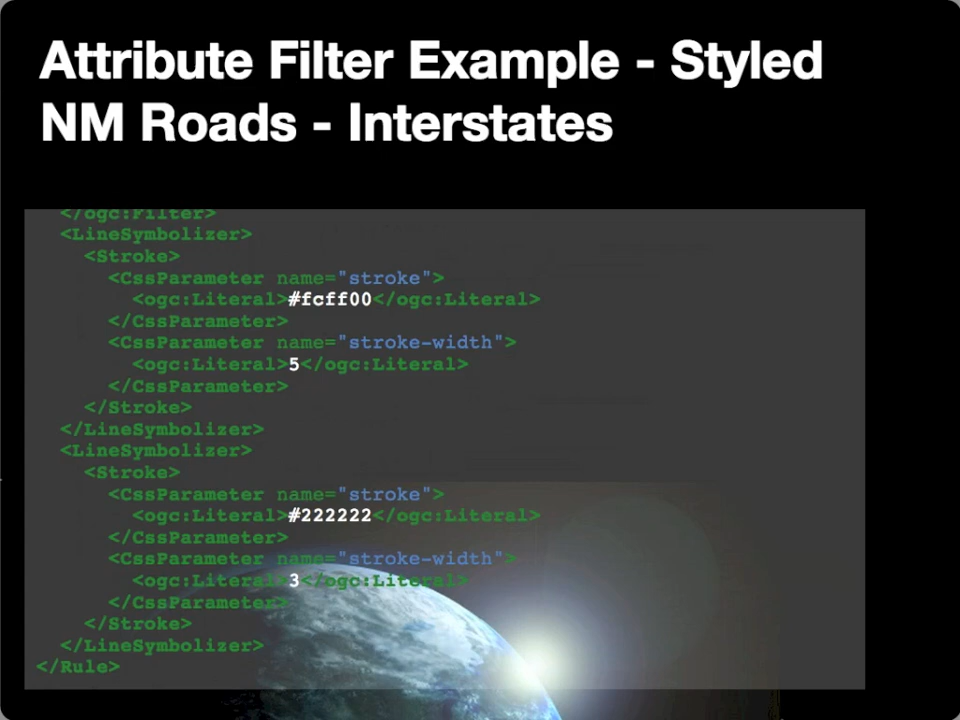 Attribute Filter Example - Styled
NM Roads - Interstates
</ogc:Filter>
<LineSymbolizer>
<Stroke>
<CssParameter name="stroke">
<ogc:Literal>#fcff00</ogc:Literal>
</CssParameter>
<CssParameter name="stroke-width">
<ogc:Literal>5</ogc:Literal>
</CssParameter>
</Stroke>
</LineSymbolizer>
<LineSymbolizer>
<Stroke>
<CssParameter name="stroke">
<ogc:Literal>#222222</ogc:Literal>
</CssParameter>
<CssParameter name="stroke-width">
<ogc:Literal>3</ogc:Literal>
</CssParameter>
</Stroke>
</LineSymbolizer>
</Rule>